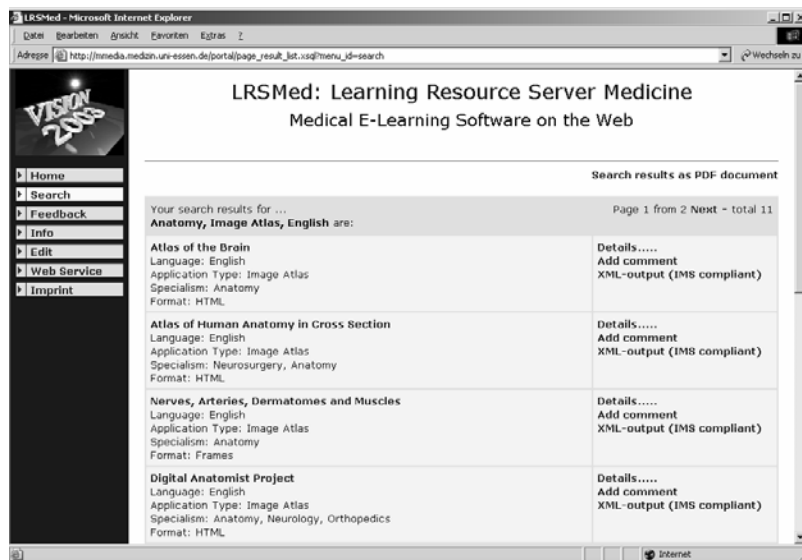 LRSMed - Microsoft Internet Explorer
Datei Bearbeiten Ansicht Favoriten Extras ?
Adresse http://mmedia.medizin.uni-essen.de/portal/page_result_list.xsql?menu_id=search Wechseln zu
VISION 2003
LRSMed: Learning Resource Server Medicine
Medical E-Learning Software on the Web
Home
Search
Feedback
Info
Edit
Web Service
Imprint
Search results as PDF document
Your search results for ... Page 1 from 2 Next - total 11
Anatomy, Image Atlas, English are:
Atlas of the Brain Details.....
Language: English Add comment
Application Type: Image Atlas XML-output (IMS compliant)
Specialism: Anatomy
Format: HTML
Atlas of Human Anatomy in Cross Section Details.....
Language: English Add comment
Application Type: Image Atlas XML-output (IMS compliant)
Specialism: Neurosurgery, Anatomy
Format: HTML
Nerves, Arteries, Dermatomes and Muscles Details.....
Language: English Add comment
Application Type: Image Atlas XML-output (IMS compliant)
Specialism: Anatomy
Format: Frames
Digital Anatomist Project Details.....
Language: English Add comment
Application Type: Image Atlas XML-output (IMS compliant)
Specialism: Anatomy, Neurology, Orthopedics
Format: HTML
Internet